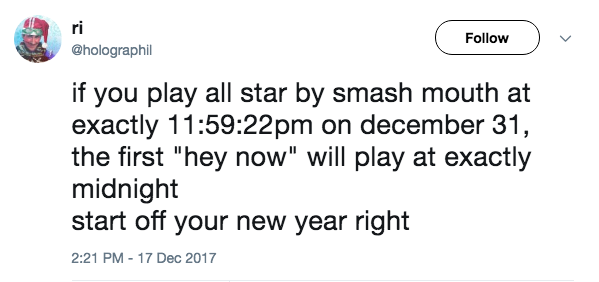 ri
@holographil
Follow
if you play all star by smash mouth at
exactly 11:59:22pm on december 31,
the first "hey now" will play at exactly
midnight
start off your new year right
2:21 PM - 17 Dec 2017